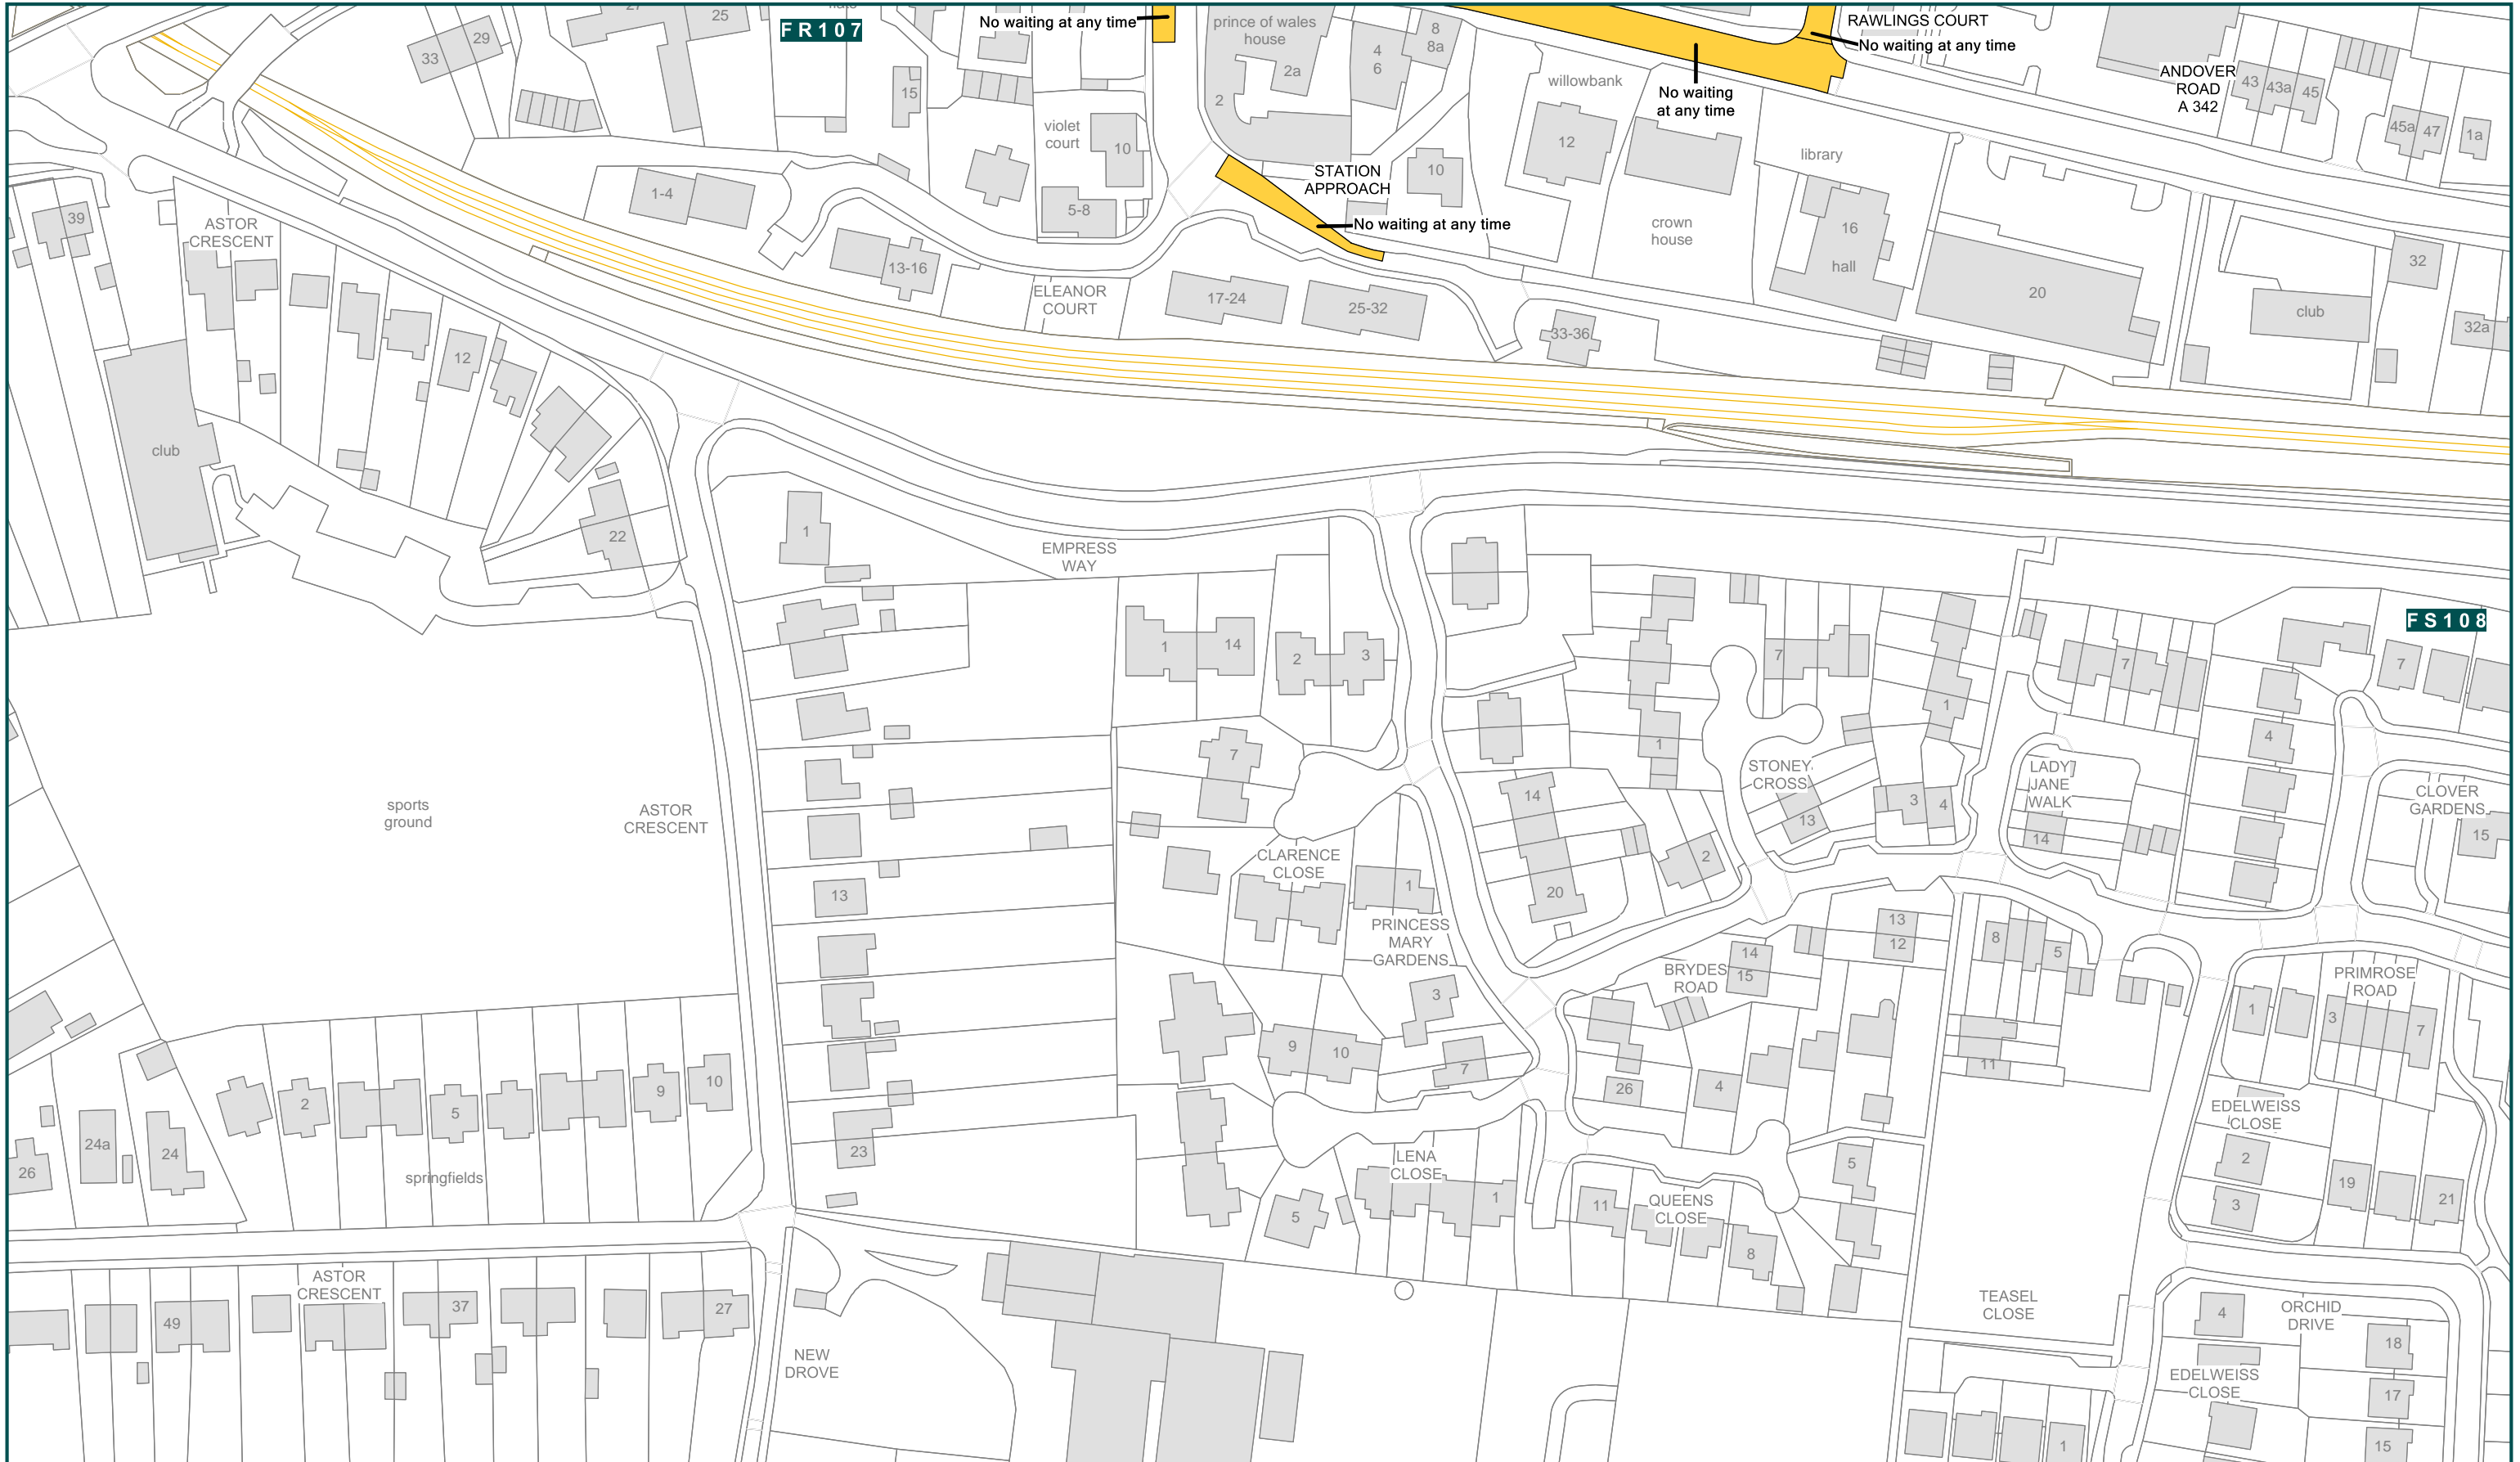 27
25
flats
No waiting at any time
prince of wales
house
8
8a
RAWLINGS COURT
No waiting at any time
FR107
33
29
4
6
2a
2
15
willowbank
No waiting
at any time
ANDOVER
ROAD
A 342
43
43a
45
45a
47
1a
violet
court
10
12
library
STATION
APPROACH
10
1-4
5-8
No waiting at any time
crown
house
16
hall
39
ASTOR
CRESCENT
13-16
ELEANOR
COURT
17-24
25-32
33-36
20
club
32
32a
12
club
22
1
EMPRESS
WAY
FS108
1
14
2
3
7
7
7
1
1
4
7
STONEY
CROSS
LADY
JANE
WALK
CLOVER
GARDENS
15
sports
ground
ASTOR
CRESCENT
14
13
3
4
14
CLARENCE
CLOSE
1
2
20
13
PRINCESS
MARY
GARDENS
13
12
14
15
BRYDES
ROAD
8
5
PRIMROSE
ROAD
3
1
3
7
9
10
7
11
26
4
2
5
9
10
24a
24
26
springfields
23
LENA
CLOSE
5
1
11
QUEENS
CLOSE
8
5
EDELWEISS
CLOSE
2
3
19
21
ASTOR
CRESCENT
49
37
27
NEW
DROVE
TEASEL
CLOSE
4
ORCHID
DRIVE
18
EDELWEISS
CLOSE
17
1
15